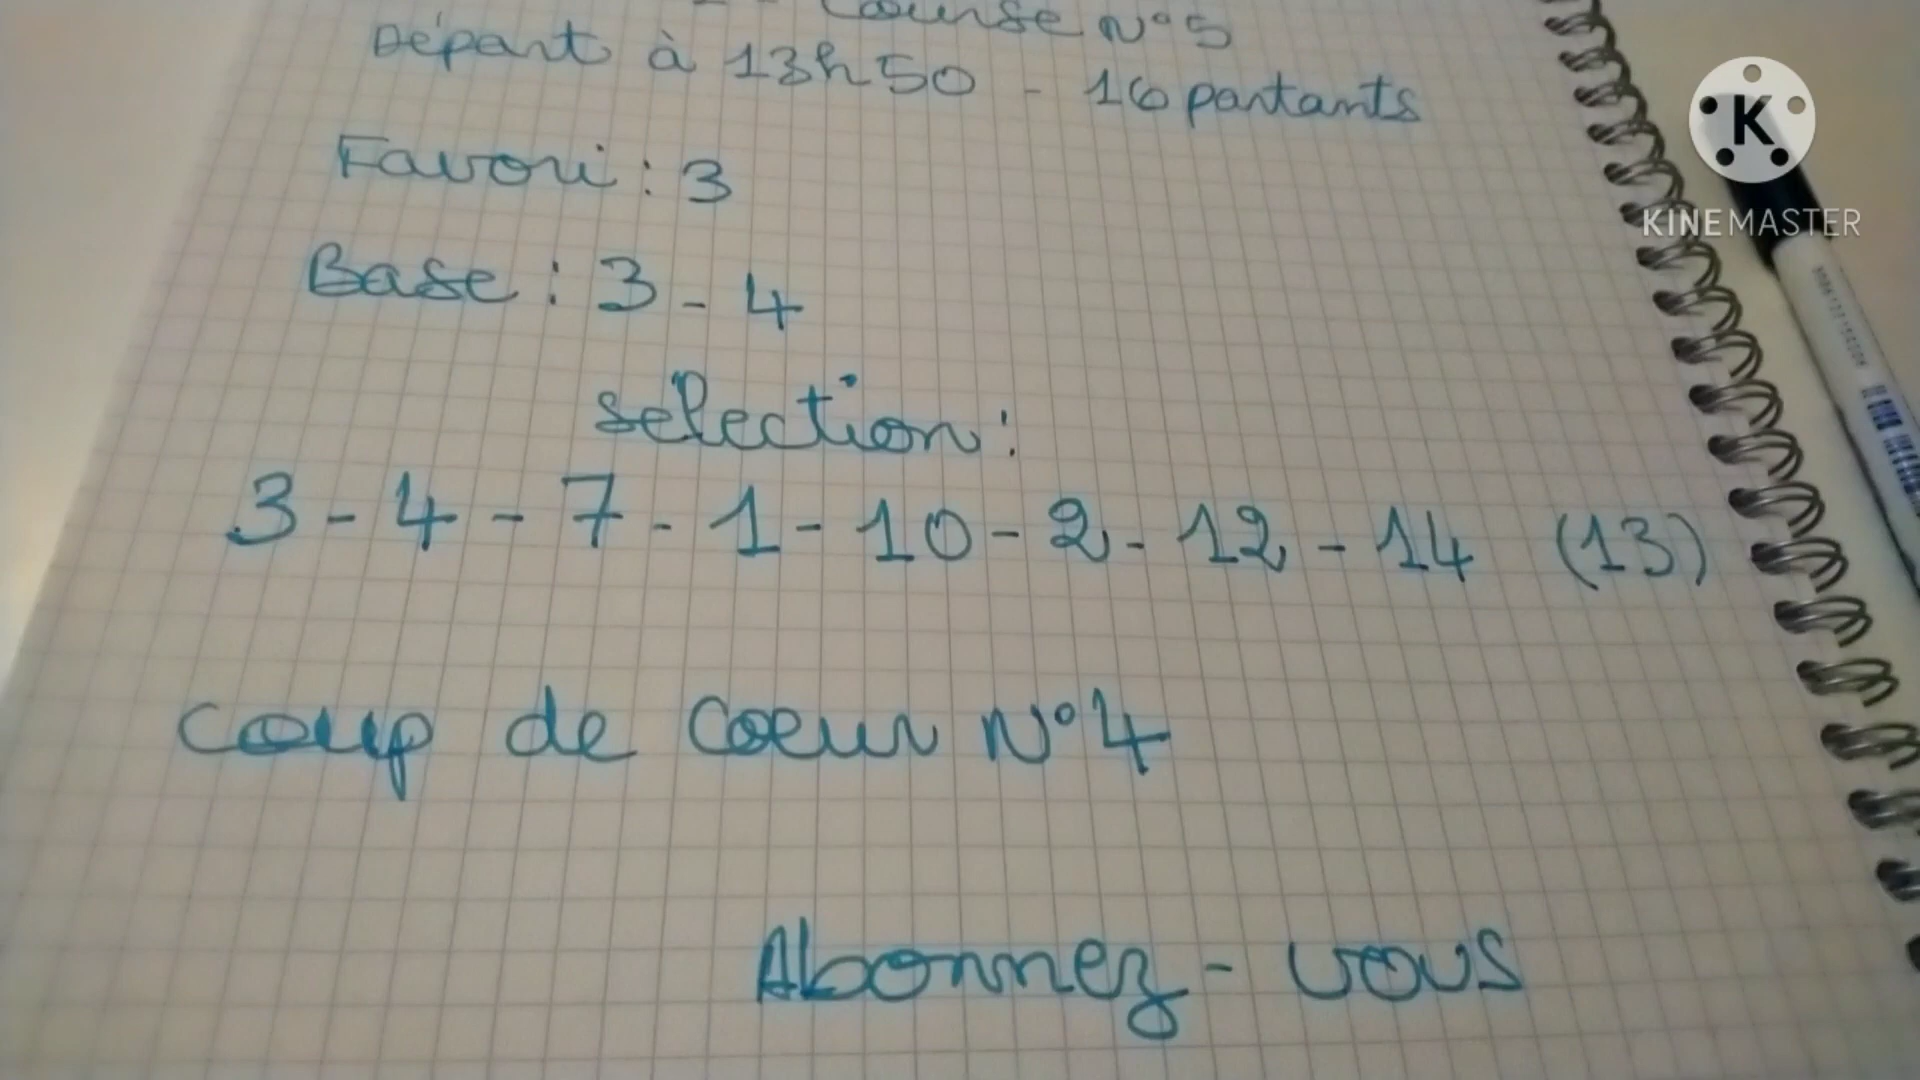 Course N°5
Départ à 13h50 - 16 partants
Favori : 3
Base : 3 - 4
sélection :
3 - 4 - 7 - 1 - 10 - 2 - 12 - 14 (13)
Coup de Coeur N°4
Abonnez-vous
K
KINEMASTER